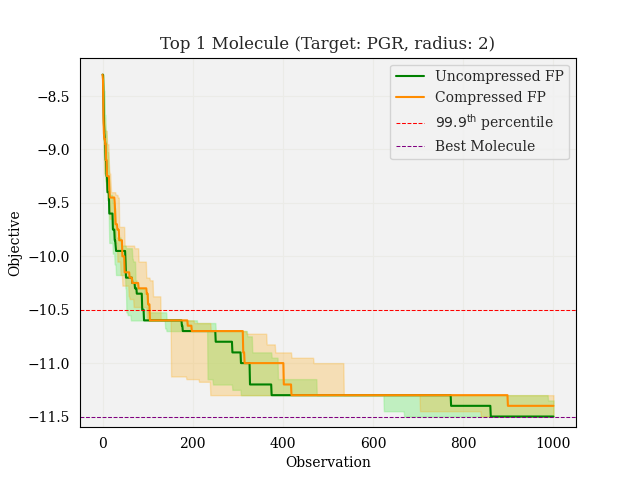 Top 1 Molecule (Target: PGR, radius: 2)
Uncompressed FP
Compressed FP
99.9th percentile
Best Molecule
Objective
−8.5
−9.0
−9.5
−10.0
−10.5
−11.0
−11.5
0
200
400
600
800
1000
Observation